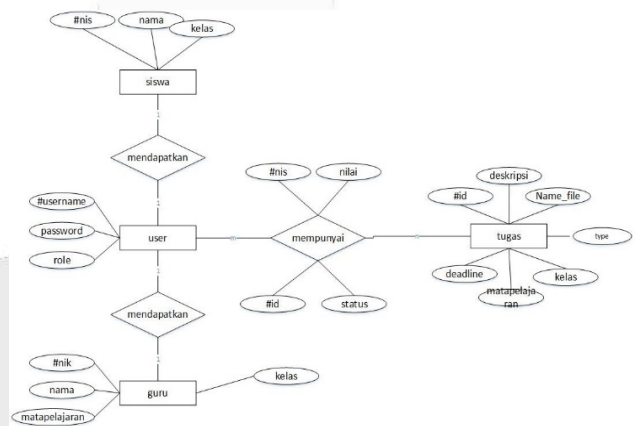 #nis
nama
kelas
siswa
1
mendapatkan
1
#username
password
role
user
m
#nis
nilai
mempunyai
#id
status
n
deskripsi
#id
Name_file
tugas
type
deadline
matapelaja
ran
kelas
1
mendapatkan
1
#nik
nama
matapelajaran
guru
kelas